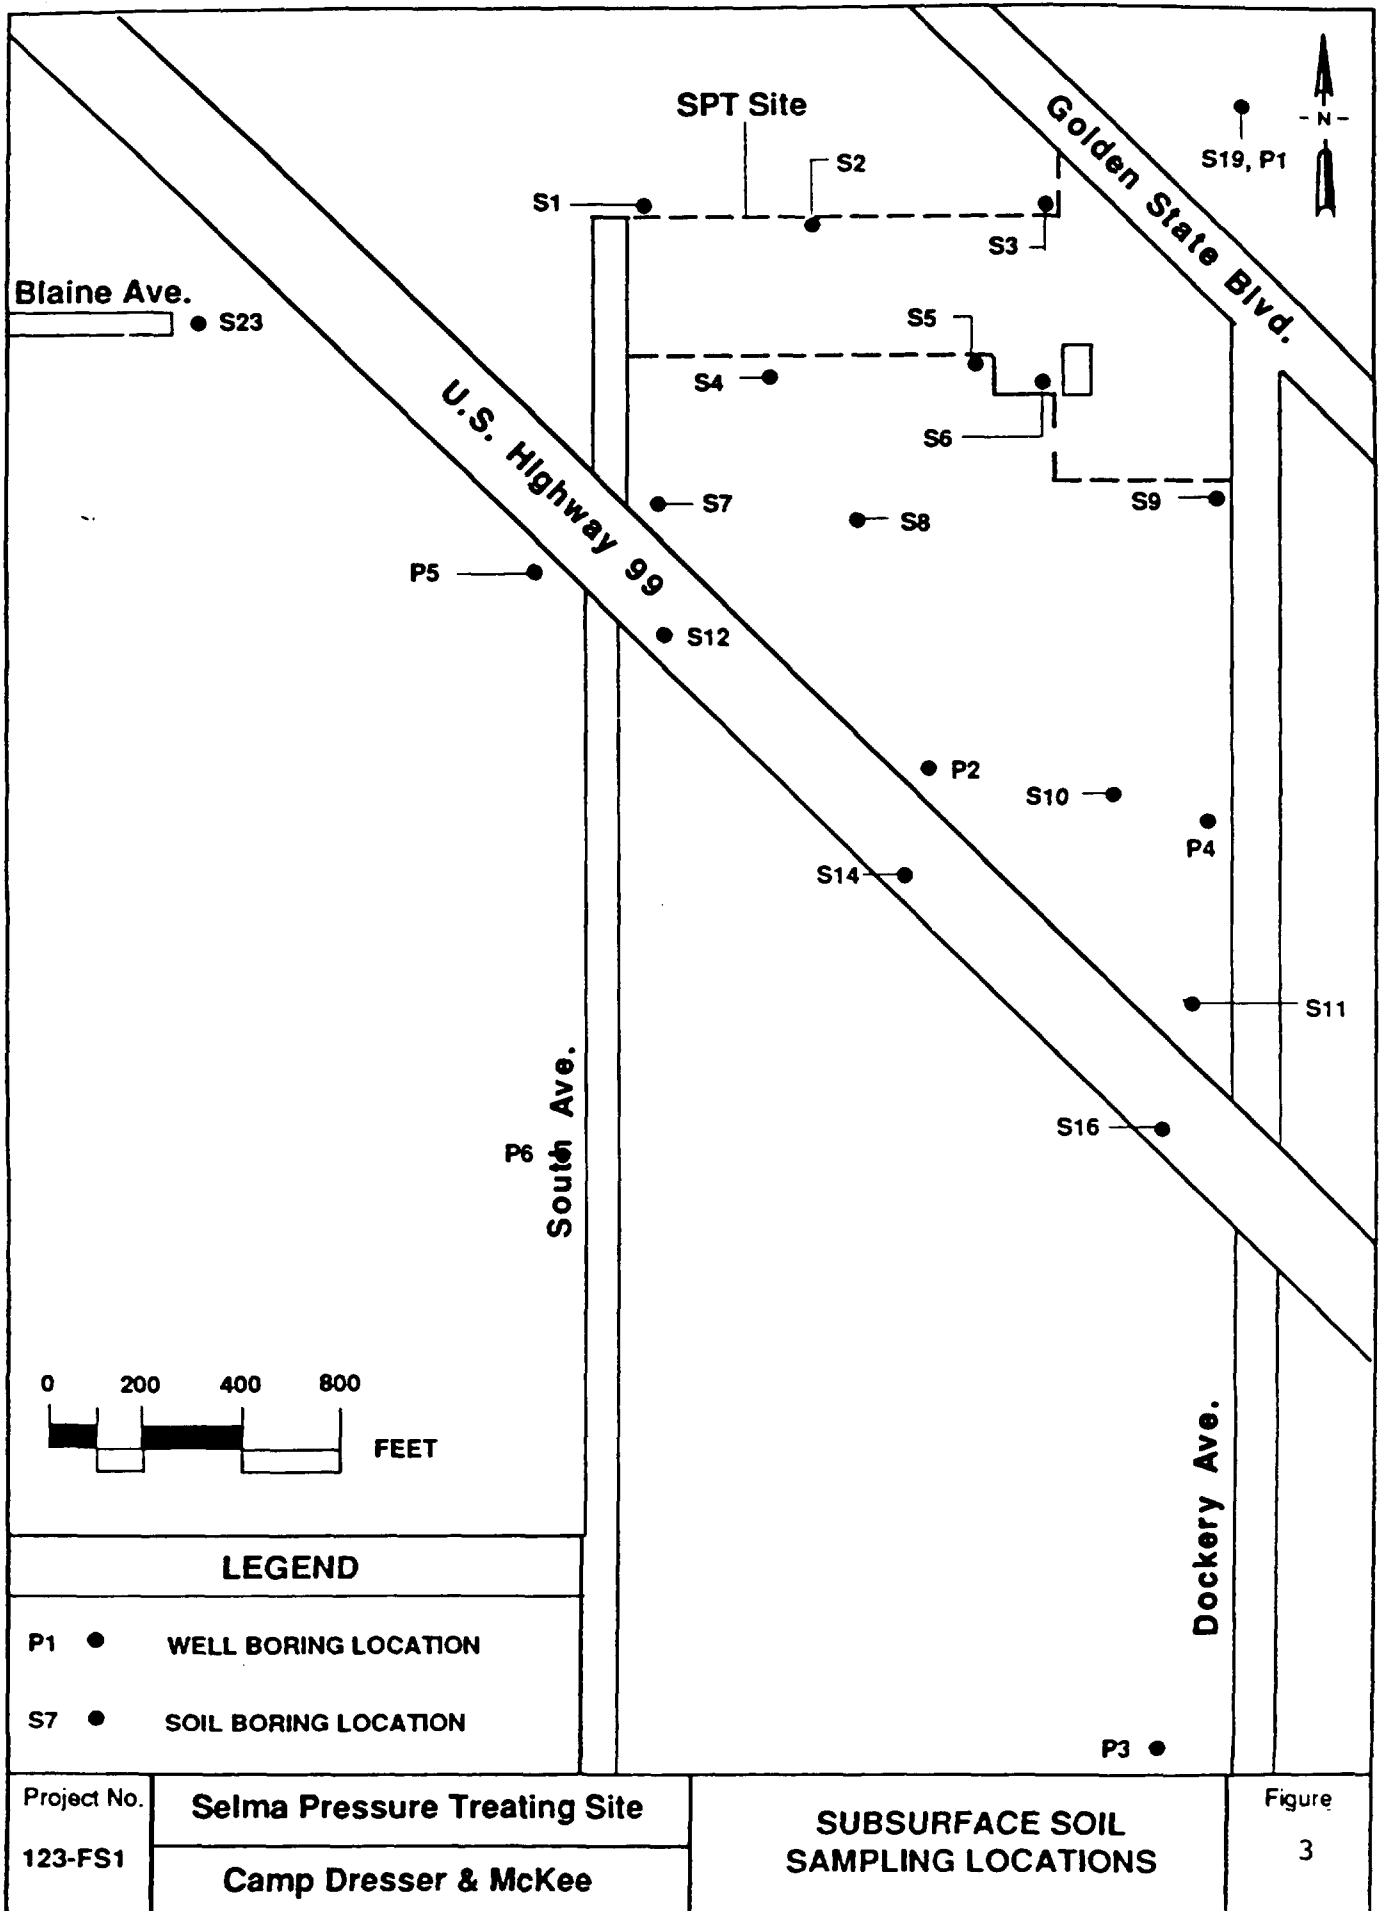 SPT Site
Golden State Blvd.
- N -
S19, P1
S2
S1
S3
Blaine Ave.
S23
S5
S4
U.S. Highway 99
S6
S7
S8
S9
P5
S12
P2
S10
P4
S14
S11
S16
P6
South Ave.
0 200 400 800
FEET
Dockery Ave.
LEGEND
P1 WELL BORING LOCATION
S7 SOIL BORING LOCATION
P3
Project No.
123-FS1
Selma Pressure Treating Site
Camp Dresser & McKee
SUBSURFACE SOIL
SAMPLING LOCATIONS
Figure
3